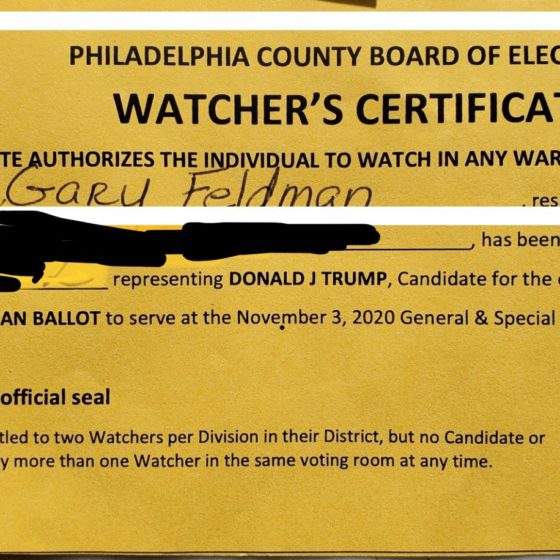 PHILADELPHIA COUNTY BOARD OF ELEC
WATCHER'S CERTIFICAT
TE AUTHORIZES THE INDIVIDUAL TO WATCH IN ANY WAR
Gary Feldman , res
, has been
representing DONALD J TRUMP, Candidate for the
AN BALLOT to serve at the November 3, 2020 General & Special
official seal
tled to two Watchers per Division in their District, but no Candidate or
y more than one Watcher in the same voting room at any time.